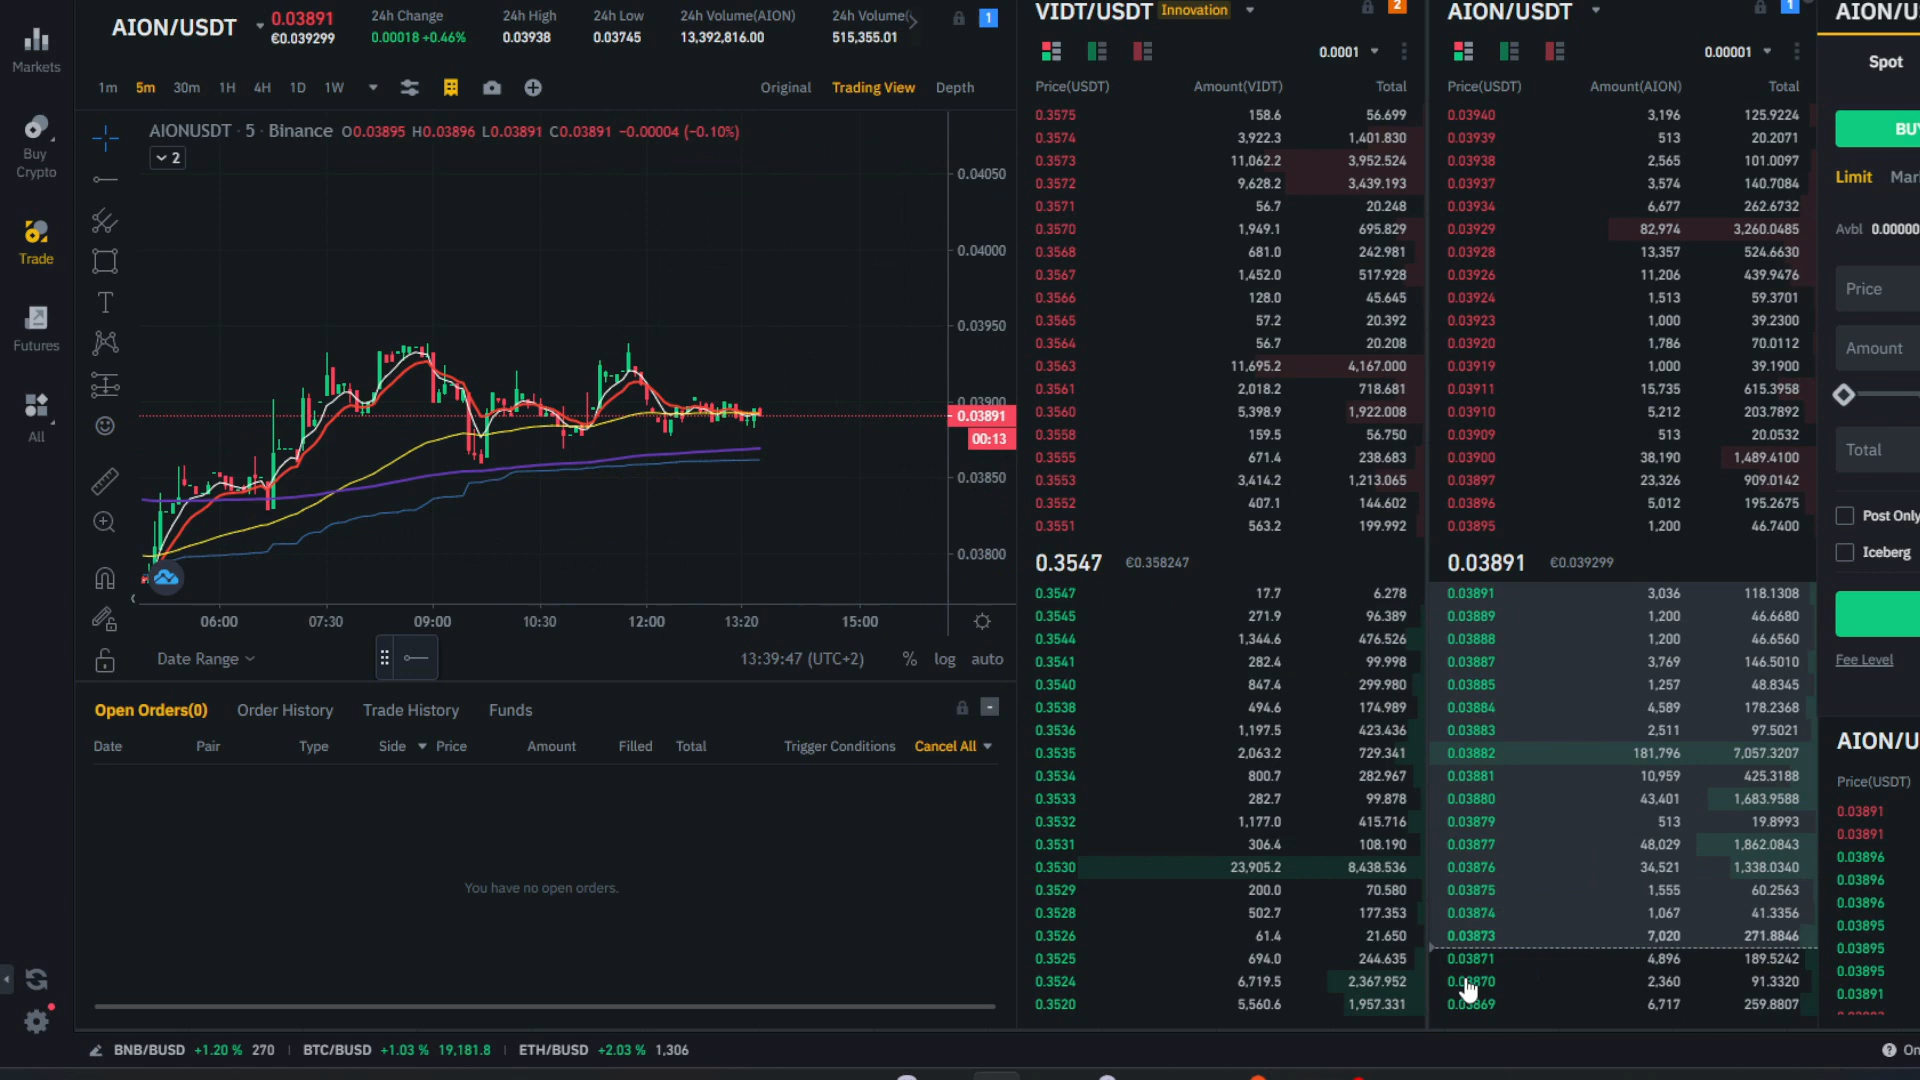 Markets
Buy
Crypto
Trade
Futures
All
AION/USDT
0.03891
€0.039299
24h Change
0.00018 +0.46%
24h High
0.03938
24h Low
0.03745
24h Volume(AION)
13,392,816.00
24h Volume(
515,355.01
1
1m 5m 30m 1H 4H 1D 1W
Original Trading View Depth
AIONUSDT · 5 · Binance O0.03895 H0.03896 L0.03891 C0.03891 −0.00004 (−0.10%)
2
0.04050
0.04000
0.03950
0.03900
0.03891
00:13
0.03850
0.03800
06:00 07:30 09:00 10:30 12:00 13:20 15:00
Date Range 13:39:47 (UTC+2) % log auto
Open Orders(0) Order History Trade History Funds
Date Pair Type Side Price Amount Filled Total Trigger Conditions Cancel All
You have no open orders.
VIDT/USDT Innovation 2
0.0001
Price(USDT) Amount(VIDT) Total
0.3575 158.6 56.699
0.3574 3,922.3 1,401.830
0.3573 11,062.2 3,952.524
0.3572 9,628.2 3,439.193
0.3571 56.7 20.248
0.3570 1,949.1 695.829
0.3568 681.0 242.981
0.3567 1,452.0 517.928
0.3566 128.0 45.645
0.3565 57.2 20.392
0.3564 56.7 20.208
0.3563 11,695.2 4,167.000
0.3561 2,018.2 718.681
0.3560 5,398.9 1,922.008
0.3558 159.5 56.750
0.3555 671.4 238.683
0.3553 3,414.2 1,213.065
0.3552 407.1 144.602
0.3551 563.2 199.992
0.3547 €0.358247
0.3547 17.7 6.278
0.3545 271.9 96.389
0.3544 1,344.6 476.526
0.3541 282.4 99.998
0.3540 847.4 299.980
0.3538 494.6 174.989
0.3536 1,197.5 423.436
0.3535 2,063.2 729.341
0.3534 800.7 282.967
0.3533 282.7 99.878
0.3532 1,177.0 415.716
0.3531 306.4 108.190
0.3530 23,905.2 8,438.536
0.3529 200.0 70.580
0.3528 502.7 177.353
0.3526 61.4 21.650
0.3525 694.0 244.635
0.3524 6,719.5 2,367.952
0.3520 5,560.6 1,957.331
AION/USDT 1
0.00001
Price(USDT) Amount(AION) Total
0.03940 3,196 125.9224
0.03939 513 20.2071
0.03938 2,565 101.0097
0.03937 3,574 140.7084
0.03934 6,677 262.6732
0.03929 82,974 3,260.0485
0.03928 13,357 524.6630
0.03926 11,206 439.9476
0.03924 1,513 59.3701
0.03923 1,000 39.2300
0.03920 1,786 70.0112
0.03919 1,000 39.1900
0.03911 15,735 615.3958
0.03910 5,212 203.7892
0.03909 513 20.0532
0.03900 38,190 1,489.4100
0.03897 23,326 909.0142
0.03896 5,012 195.2675
0.03895 1,200 46.7400
0.03891 €0.039299
0.03891 3,036 118.1308
0.03889 1,200 46.6680
0.03888 1,200 46.6560
0.03887 3,769 146.5010
0.03885 1,257 48.8345
0.03884 4,589 178.2368
0.03883 2,511 97.5021
0.03882 181,796 7,057.3207
0.03881 10,959 425.3188
0.03880 43,401 1,683.9588
0.03879 513 19.8993
0.03877 48,029 1,862.0843
0.03876 34,521 1,338.0340
0.03875 1,555 60.2563
0.03874 1,067 41.3356
0.03873 7,020 271.8846
0.03871 4,896 189.5242
0.03870 2,360 91.3320
0.03869 6,717 259.8807
AION/U
Spot
BUY
Limit Mar
Avbl 0.00000
Price
Amount
Total
Post Only
Iceberg
Fee Level
AION/U
Price(USDT)
0.03891
0.03891
0.03896
0.03896
0.03896
0.03895
0.03895
0.03895
0.03891
BNB/BUSD +1.20 % 270 BTC/BUSD +1.03 % 19,181.8 ETH/BUSD +2.03 % 1,306
On